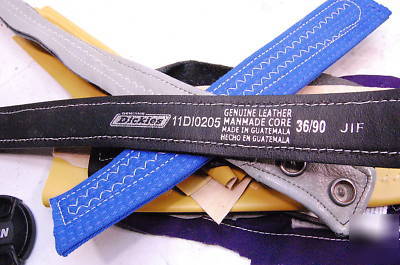 Dickies 11DI0205 GENUINE LEATHER
MANMADE CORE
MADE IN GUATEMALA
HECHO EN GUATEMALA
36/90 JIF